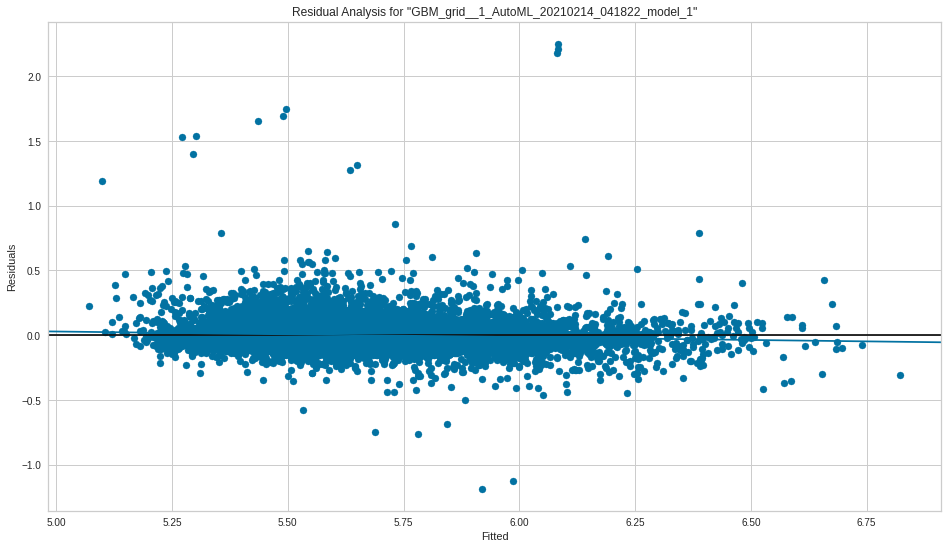 Residual Analysis for "GBM_grid__1_AutoML_20210214_041822_model_1"
2.0
1.5
1.0
0.5
0.0
−0.5
−1.0
Residuals
5.00 5.25 5.50 5.75 6.00 6.25 6.50 6.75
Fitted